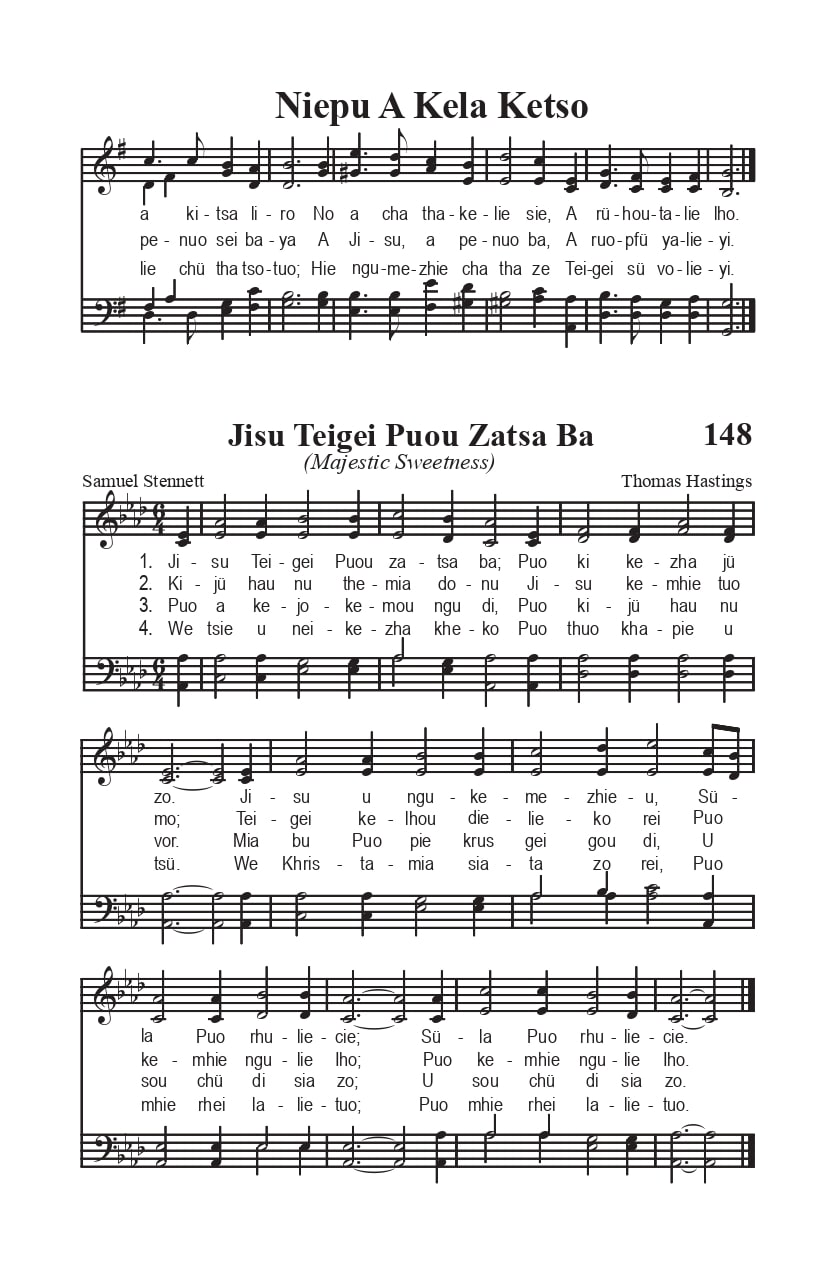 Niepu A Kela Ketso
a ki - tsa li - ro No a cha tha - ke - lie sie, A rü - hou - ta - lie lho.
pe - nuo sei ba - ya A Ji - su, a pe - nuo ba, A ruo - pfü ya - lie - yi.
lie chü tha tso - tuo; Hie ngu - me - zhie cha tha ze Tei - gei sü vo - lie - yi.
Jisu Teigei Puou Zatsa Ba 148
(Majestic Sweetness)
Samuel Stennett Thomas Hastings
1. Ji - su Tei - gei Puou za - tsa ba; Puo ki ke - zha jü
2. Ki - jü hau nu the - mia do - nu Ji - su ke - mhie tuo
3. Puo a ke - jo - ke - mou ngu di, Puo ki - jü hau nu
4. We tsie u nei - ke - zha khe - ko Puo thuo kha - pie u
zo. Ji - su u ngu - ke - me - zhie - u, Sü -
mo; Tei - gei ke - lhou die - lie - ko rei Puo
vor. Mia bu Puo pie krus gei gou di, U
tsü. We Khris - ta - mia sia - ta zo rei, Puo
la Puo rhu - lie - cie; Sü - la Puo rhu - lie - cie.
ke - mhie ngu - lie lho; Puo ke - mhie ngu - lie lho.
sou chü di sia zo; U sou chü di sia zo.
mhie rhei la - lie - tuo; Puo mhie rhei la - lie - tuo.